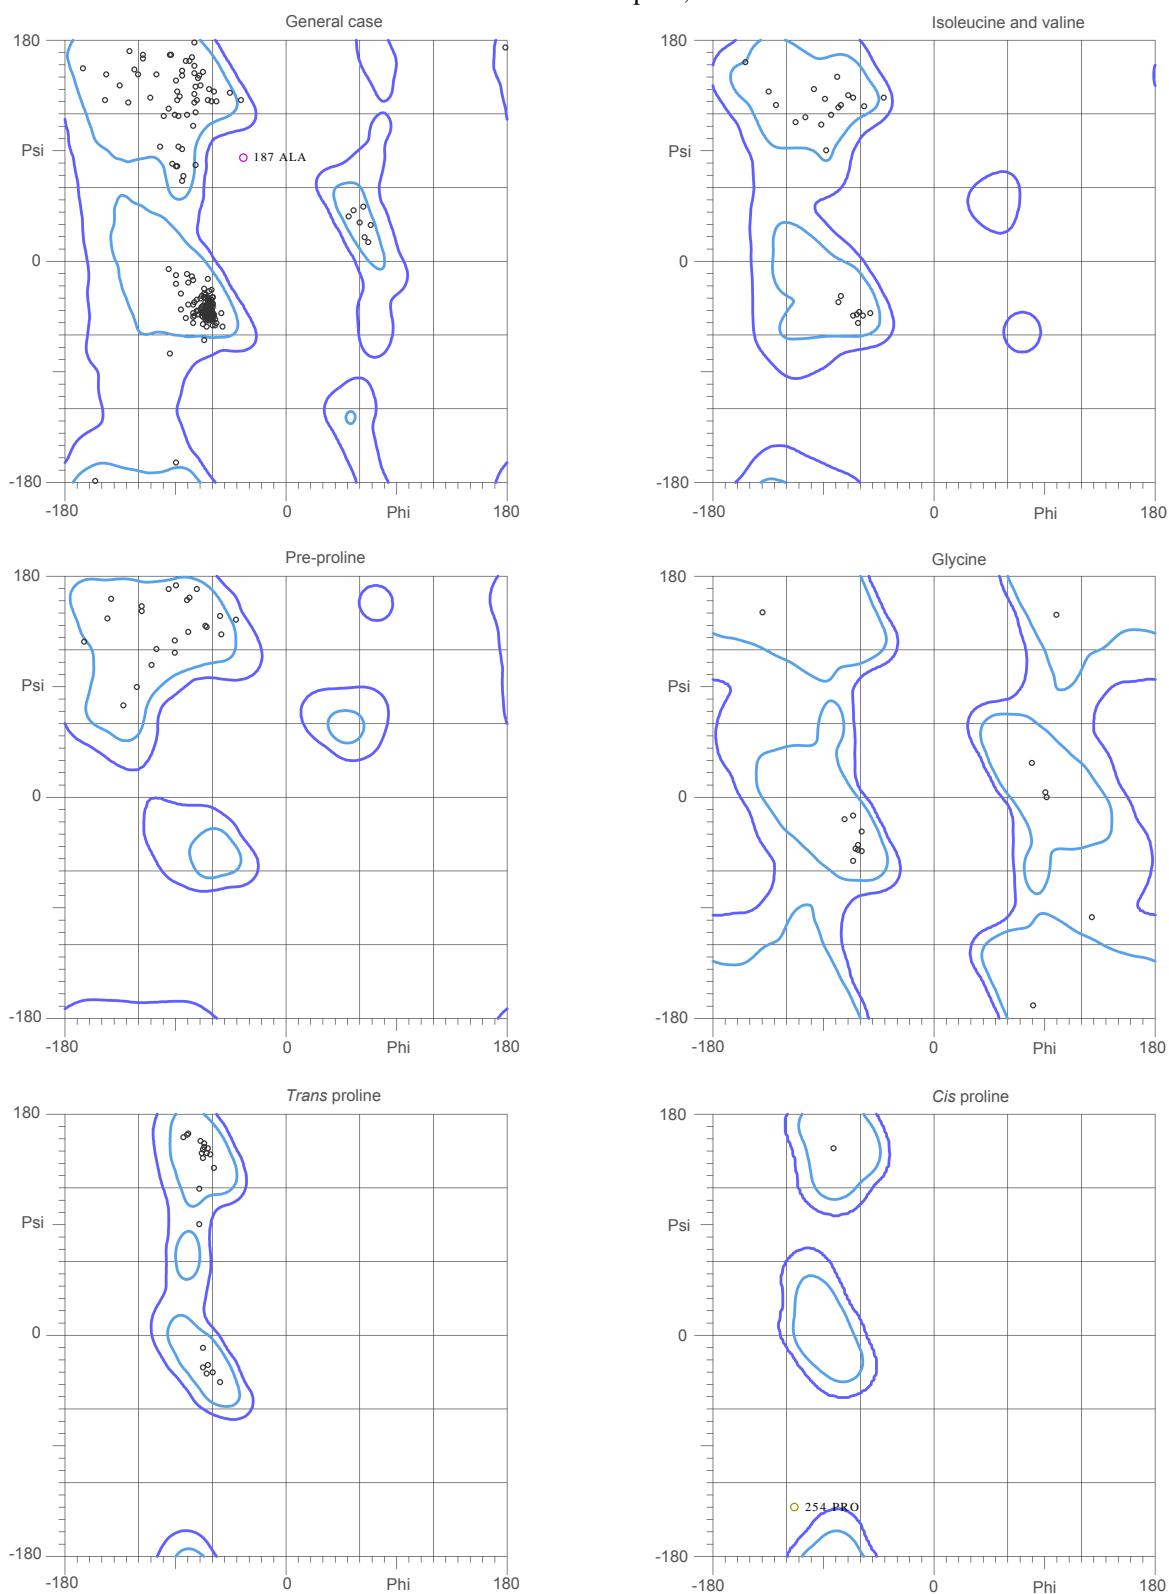 General case
Isoleucine and valine
180
Psi
187 ALA
0
-180
-180
0
Phi
180
180
Psi
0
-180
-180
0
Phi
180
Pre-proline
Glycine
180
Psi
0
-180
-180
0
Phi
180
180
Psi
0
-180
-180
0
Phi
180
Trans proline
Cis proline
180
Psi
0
-180
-180
0
Phi
180
180
Psi
0
254 PRO
-180
-180
0
Phi
180